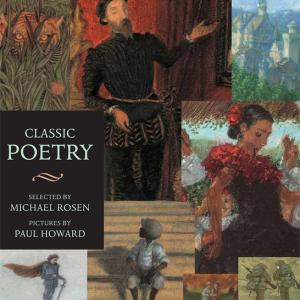 CLASSIC
POETRY
SELECTED BY
MICHAEL ROSEN
PICTURES BY
PAUL HOWARD